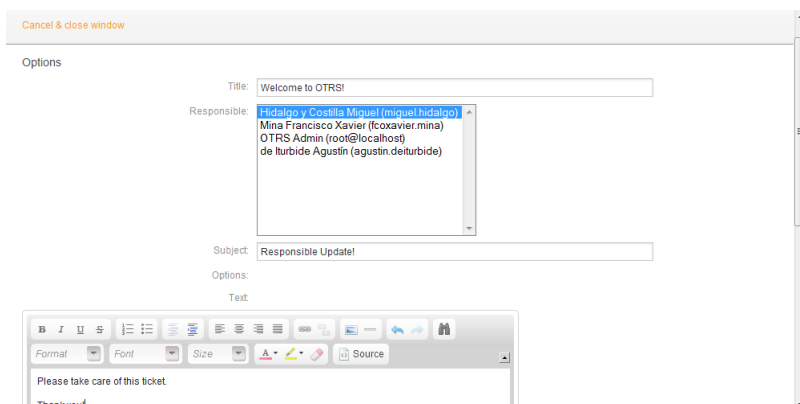 Cancel & close window
Options
Title: Welcome to OTRS!
Responsible: Hidalgo y Costilla Miguel (miguel.hidalgo)
Mina Francisco Xavier (fcoxavier.mina)
OTRS Admin (root@localhost)
de Iturbide Agustín (agustin.deiturbide)
Subject: Responsible Update!
Options:
Text:
B I U S
Format Font Size A Source
Please take care of this ticket.